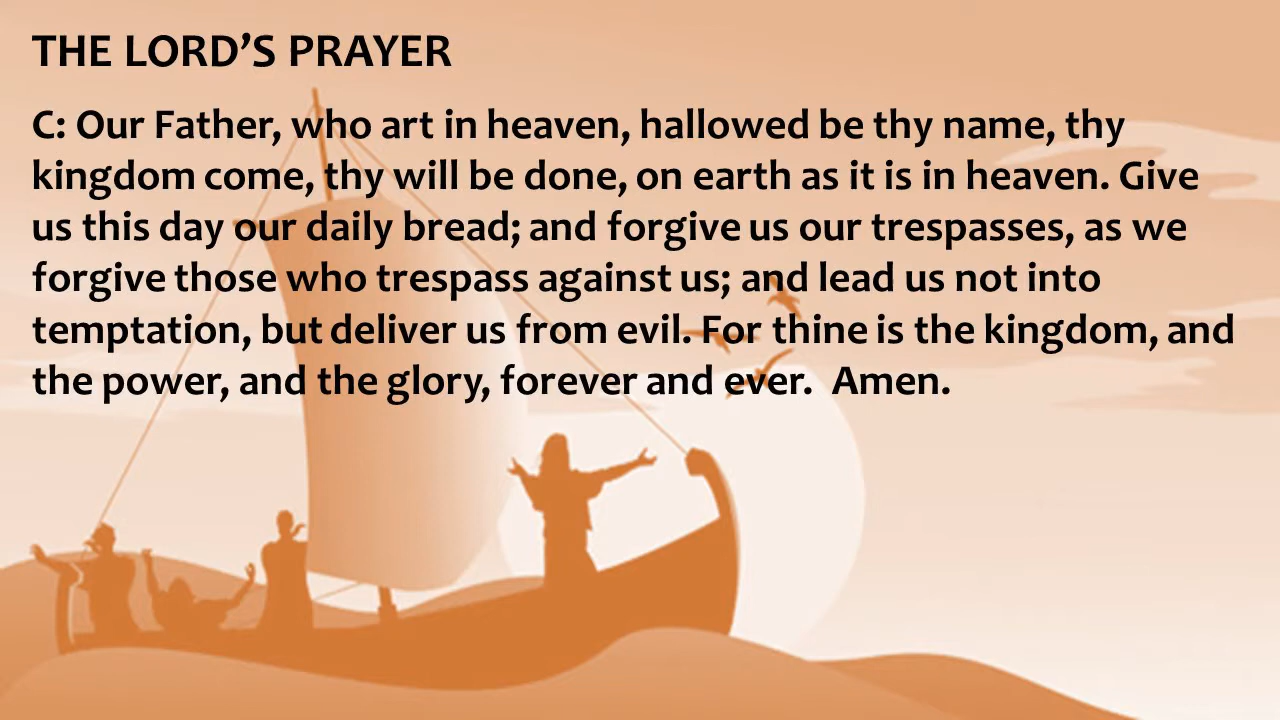 THE LORD’S PRAYER
C: Our Father, who art in heaven, hallowed be thy name, thy
kingdom come, thy will be done, on earth as it is in heaven. Give
us this day our daily bread; and forgive us our trespasses, as we
forgive those who trespass against us; and lead us not into
temptation, but deliver us from evil. For thine is the kingdom, and
the power, and the glory, forever and ever.  Amen.